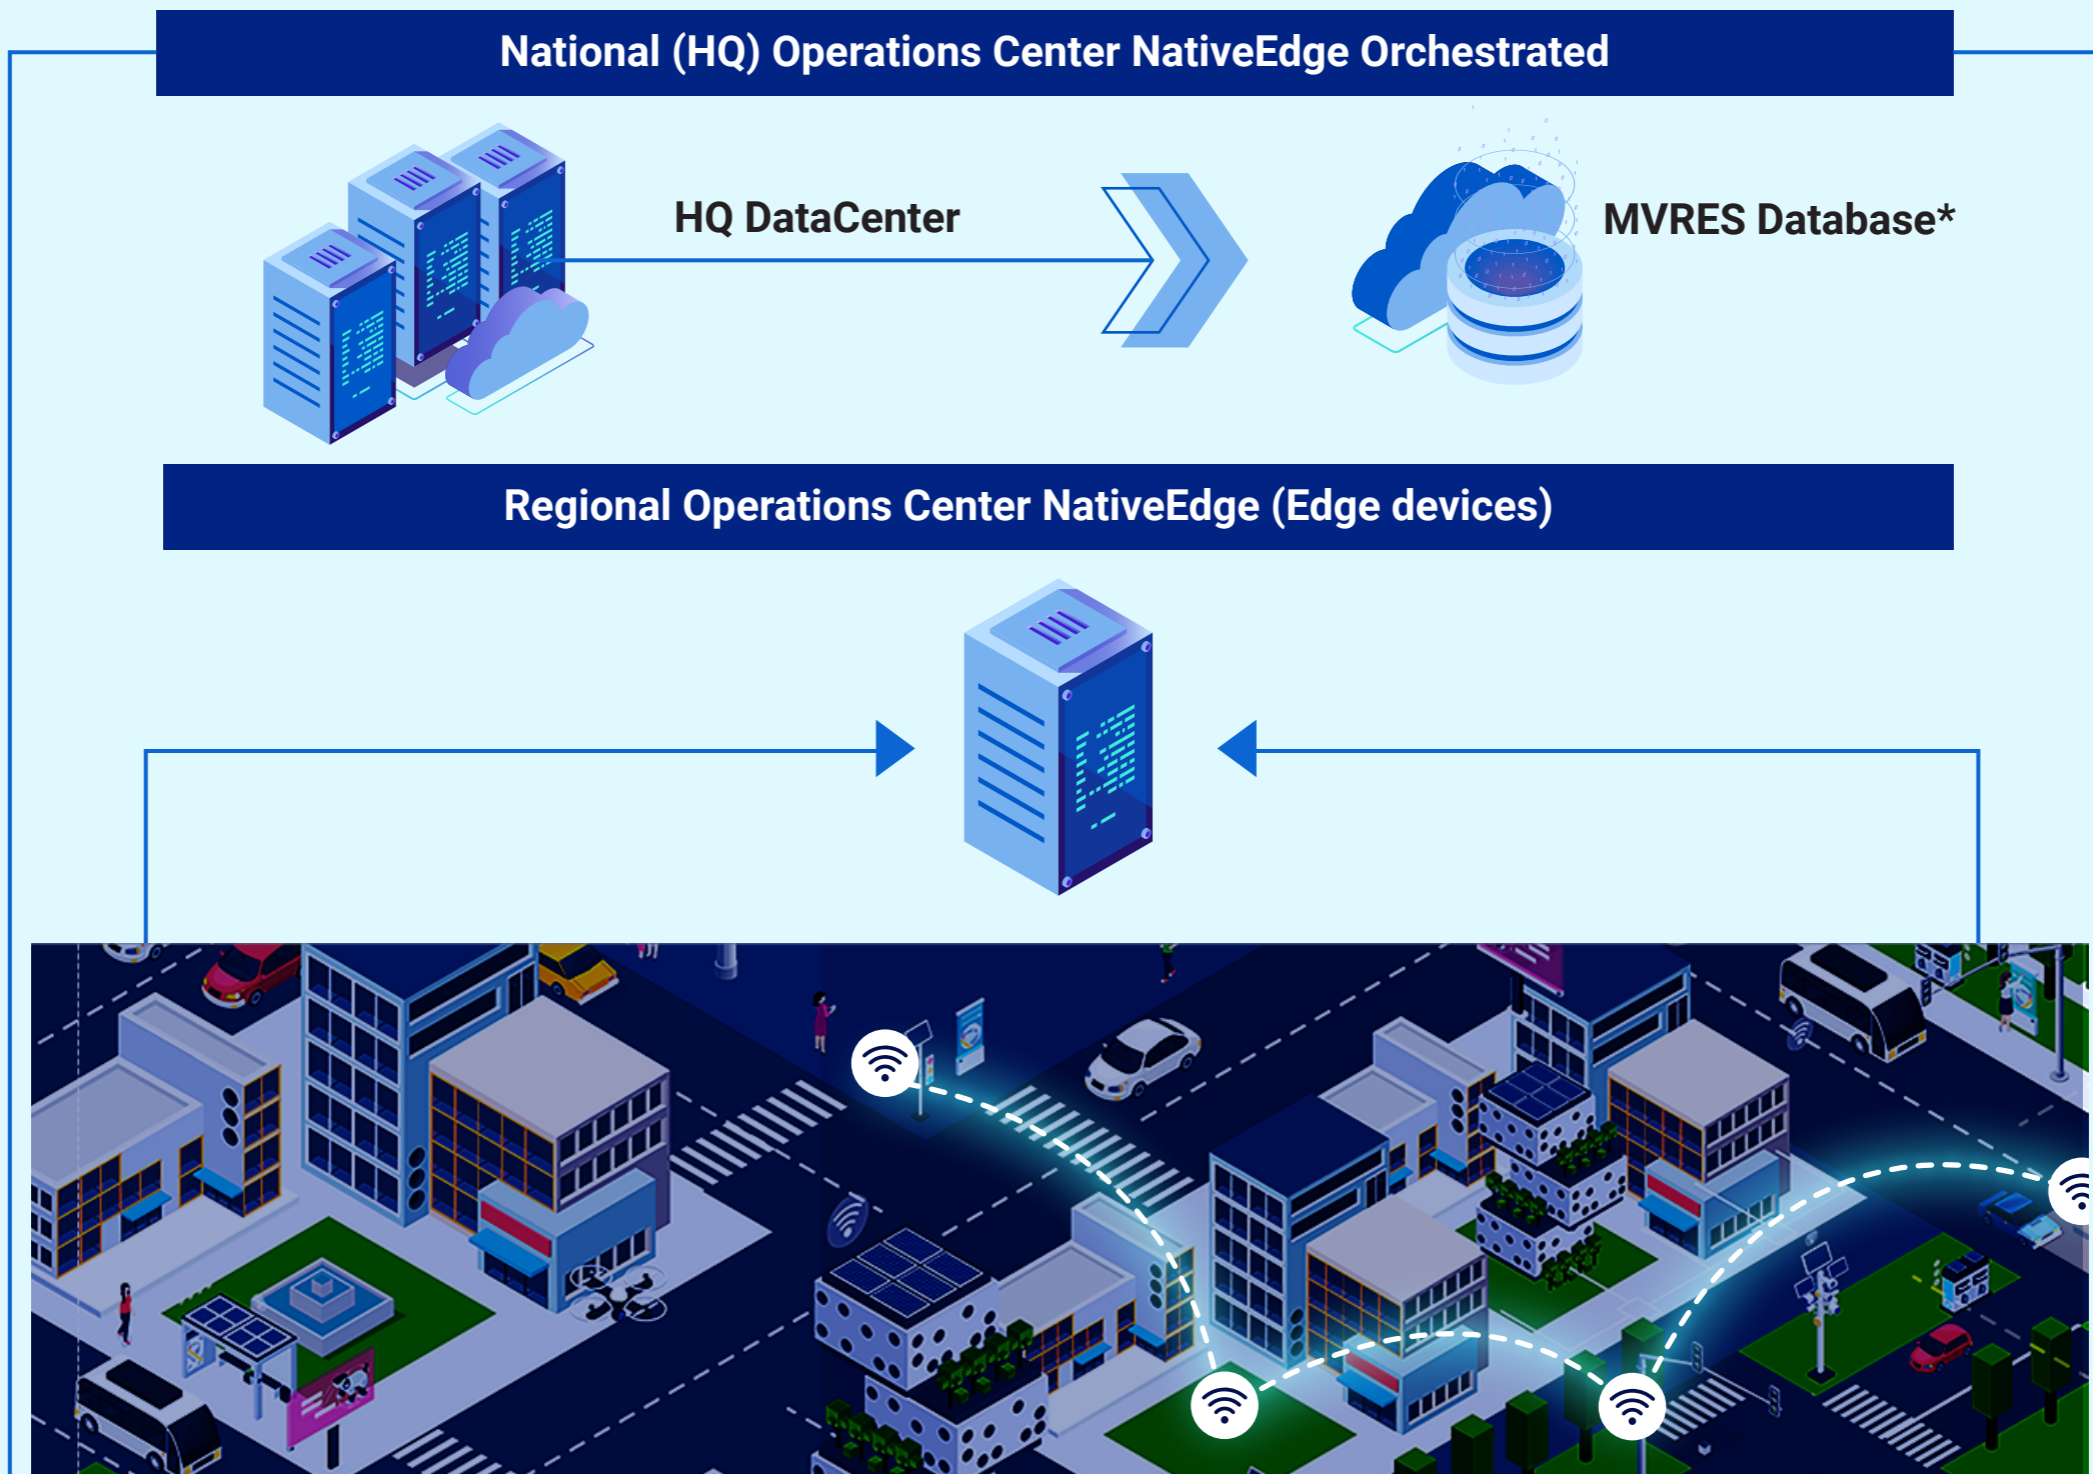 National (HQ) Operations Center NativeEdge Orchestrated
HQ DataCenter
MVRES Database*
Regional Operations Center NativeEdge (Edge devices)